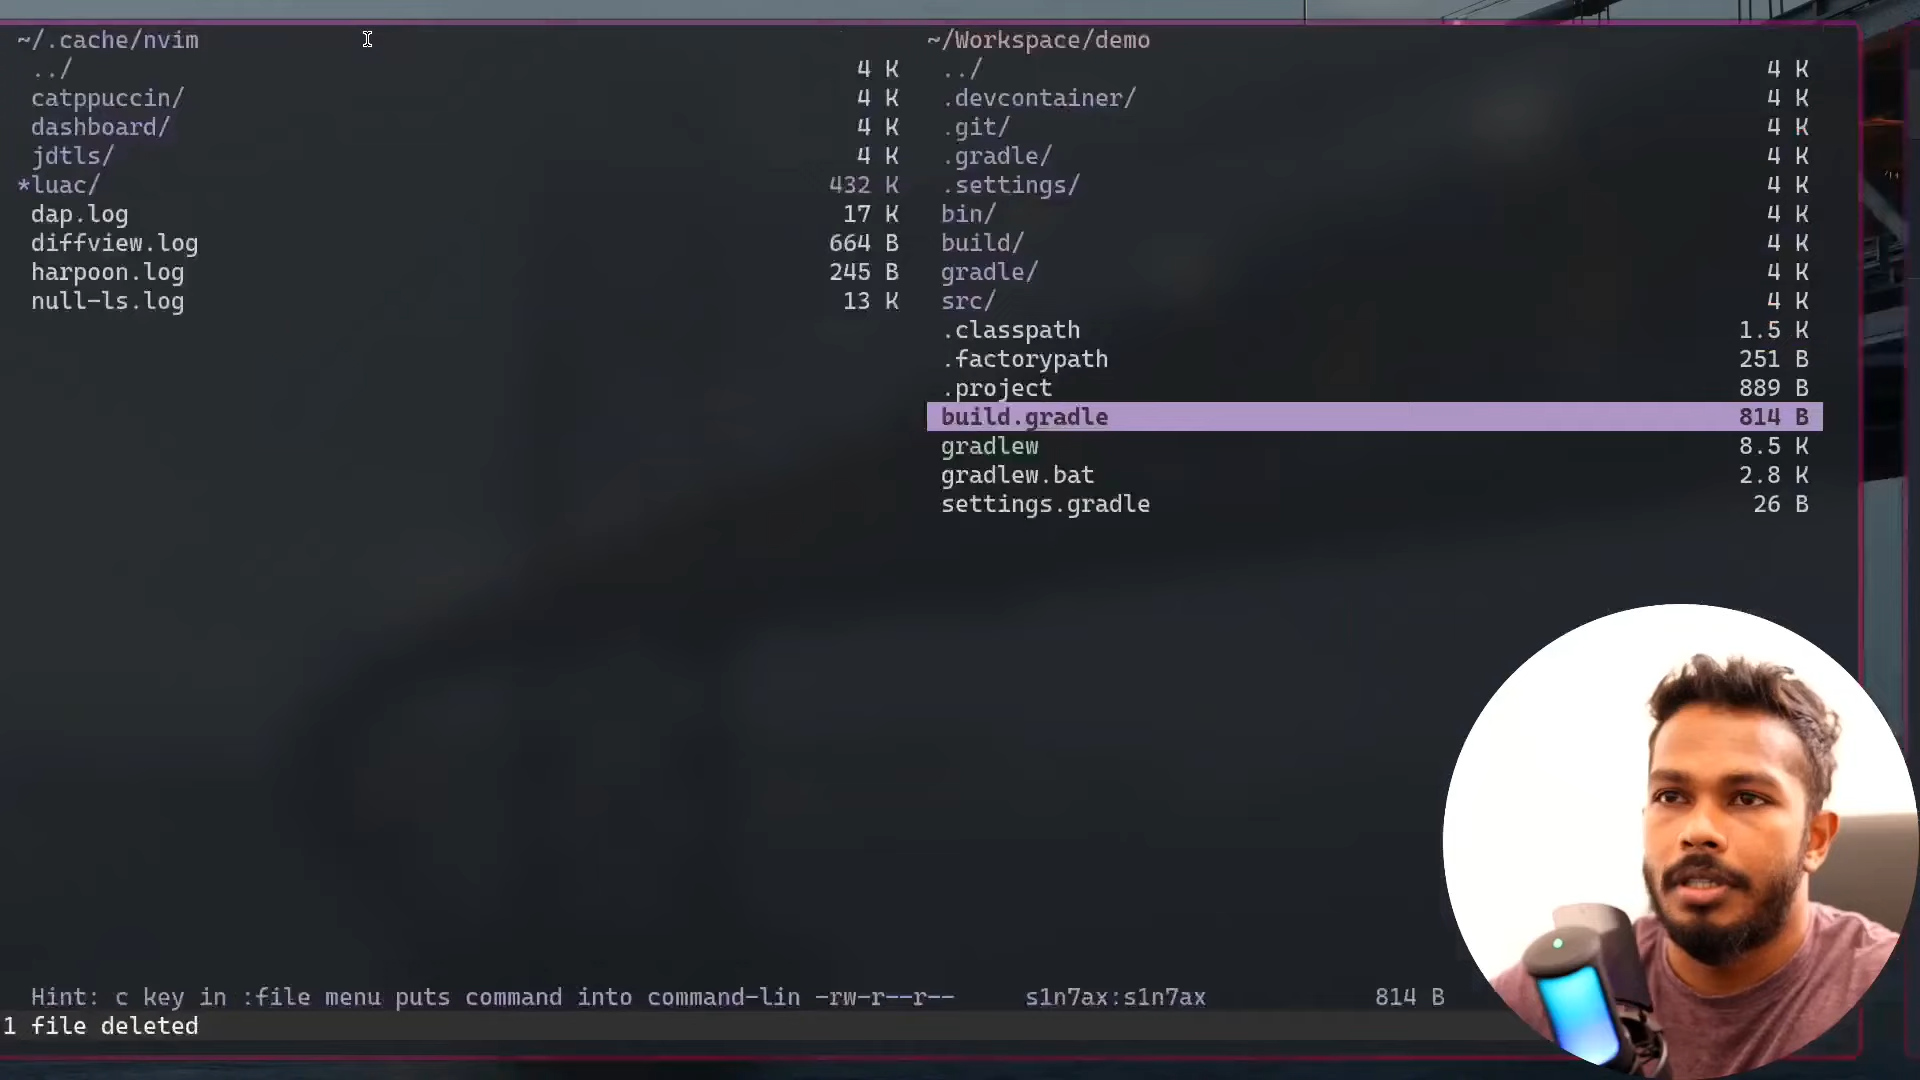 ~/.cache/nvim
../ 4 K
catppuccin/ 4 K
dashboard/ 4 K
jdtls/ 4 K
*luac/ 432 K
dap.log 17 K
diffview.log 664 B
harpoon.log 245 B
null-ls.log 13 K
~/Workspace/demo
../ 4 K
.devcontainer/ 4 K
.git/ 4 K
.gradle/ 4 K
.settings/ 4 K
bin/ 4 K
build/ 4 K
gradle/ 4 K
src/ 4 K
.classpath 1.5 K
.factorypath 251 B
.project 889 B
build.gradle 814 B
gradlew 8.5 K
gradlew.bat 2.8 K
settings.gradle 26 B
Hint: c key in :file menu puts command into command-lin -rw-r--r-- s1n7ax:s1n7ax 814 B
1 file deleted